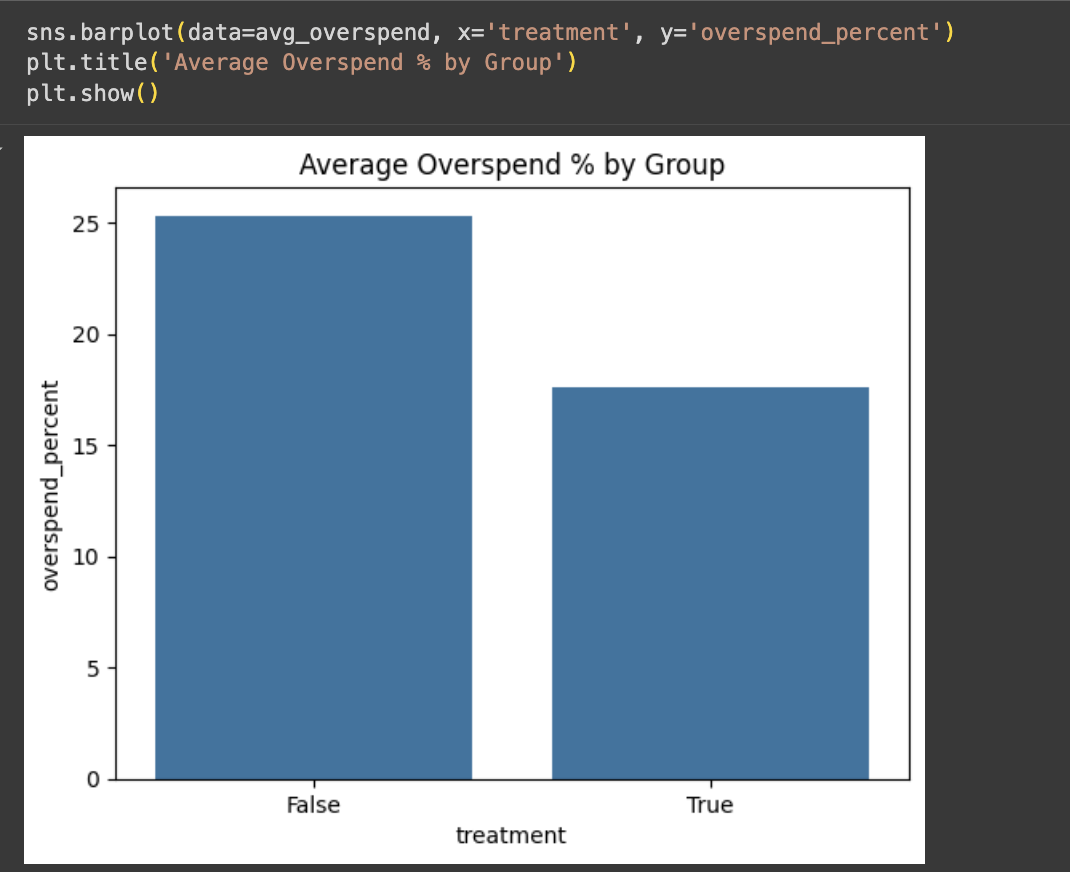 sns.barplot(data=avg_overspend, x='treatment', y='overspend_percent')
plt.title('Average Overspend % by Group')
plt.show()
Average Overspend % by Group
overspend_percent
25
20
15
10
5
0
False True
treatment